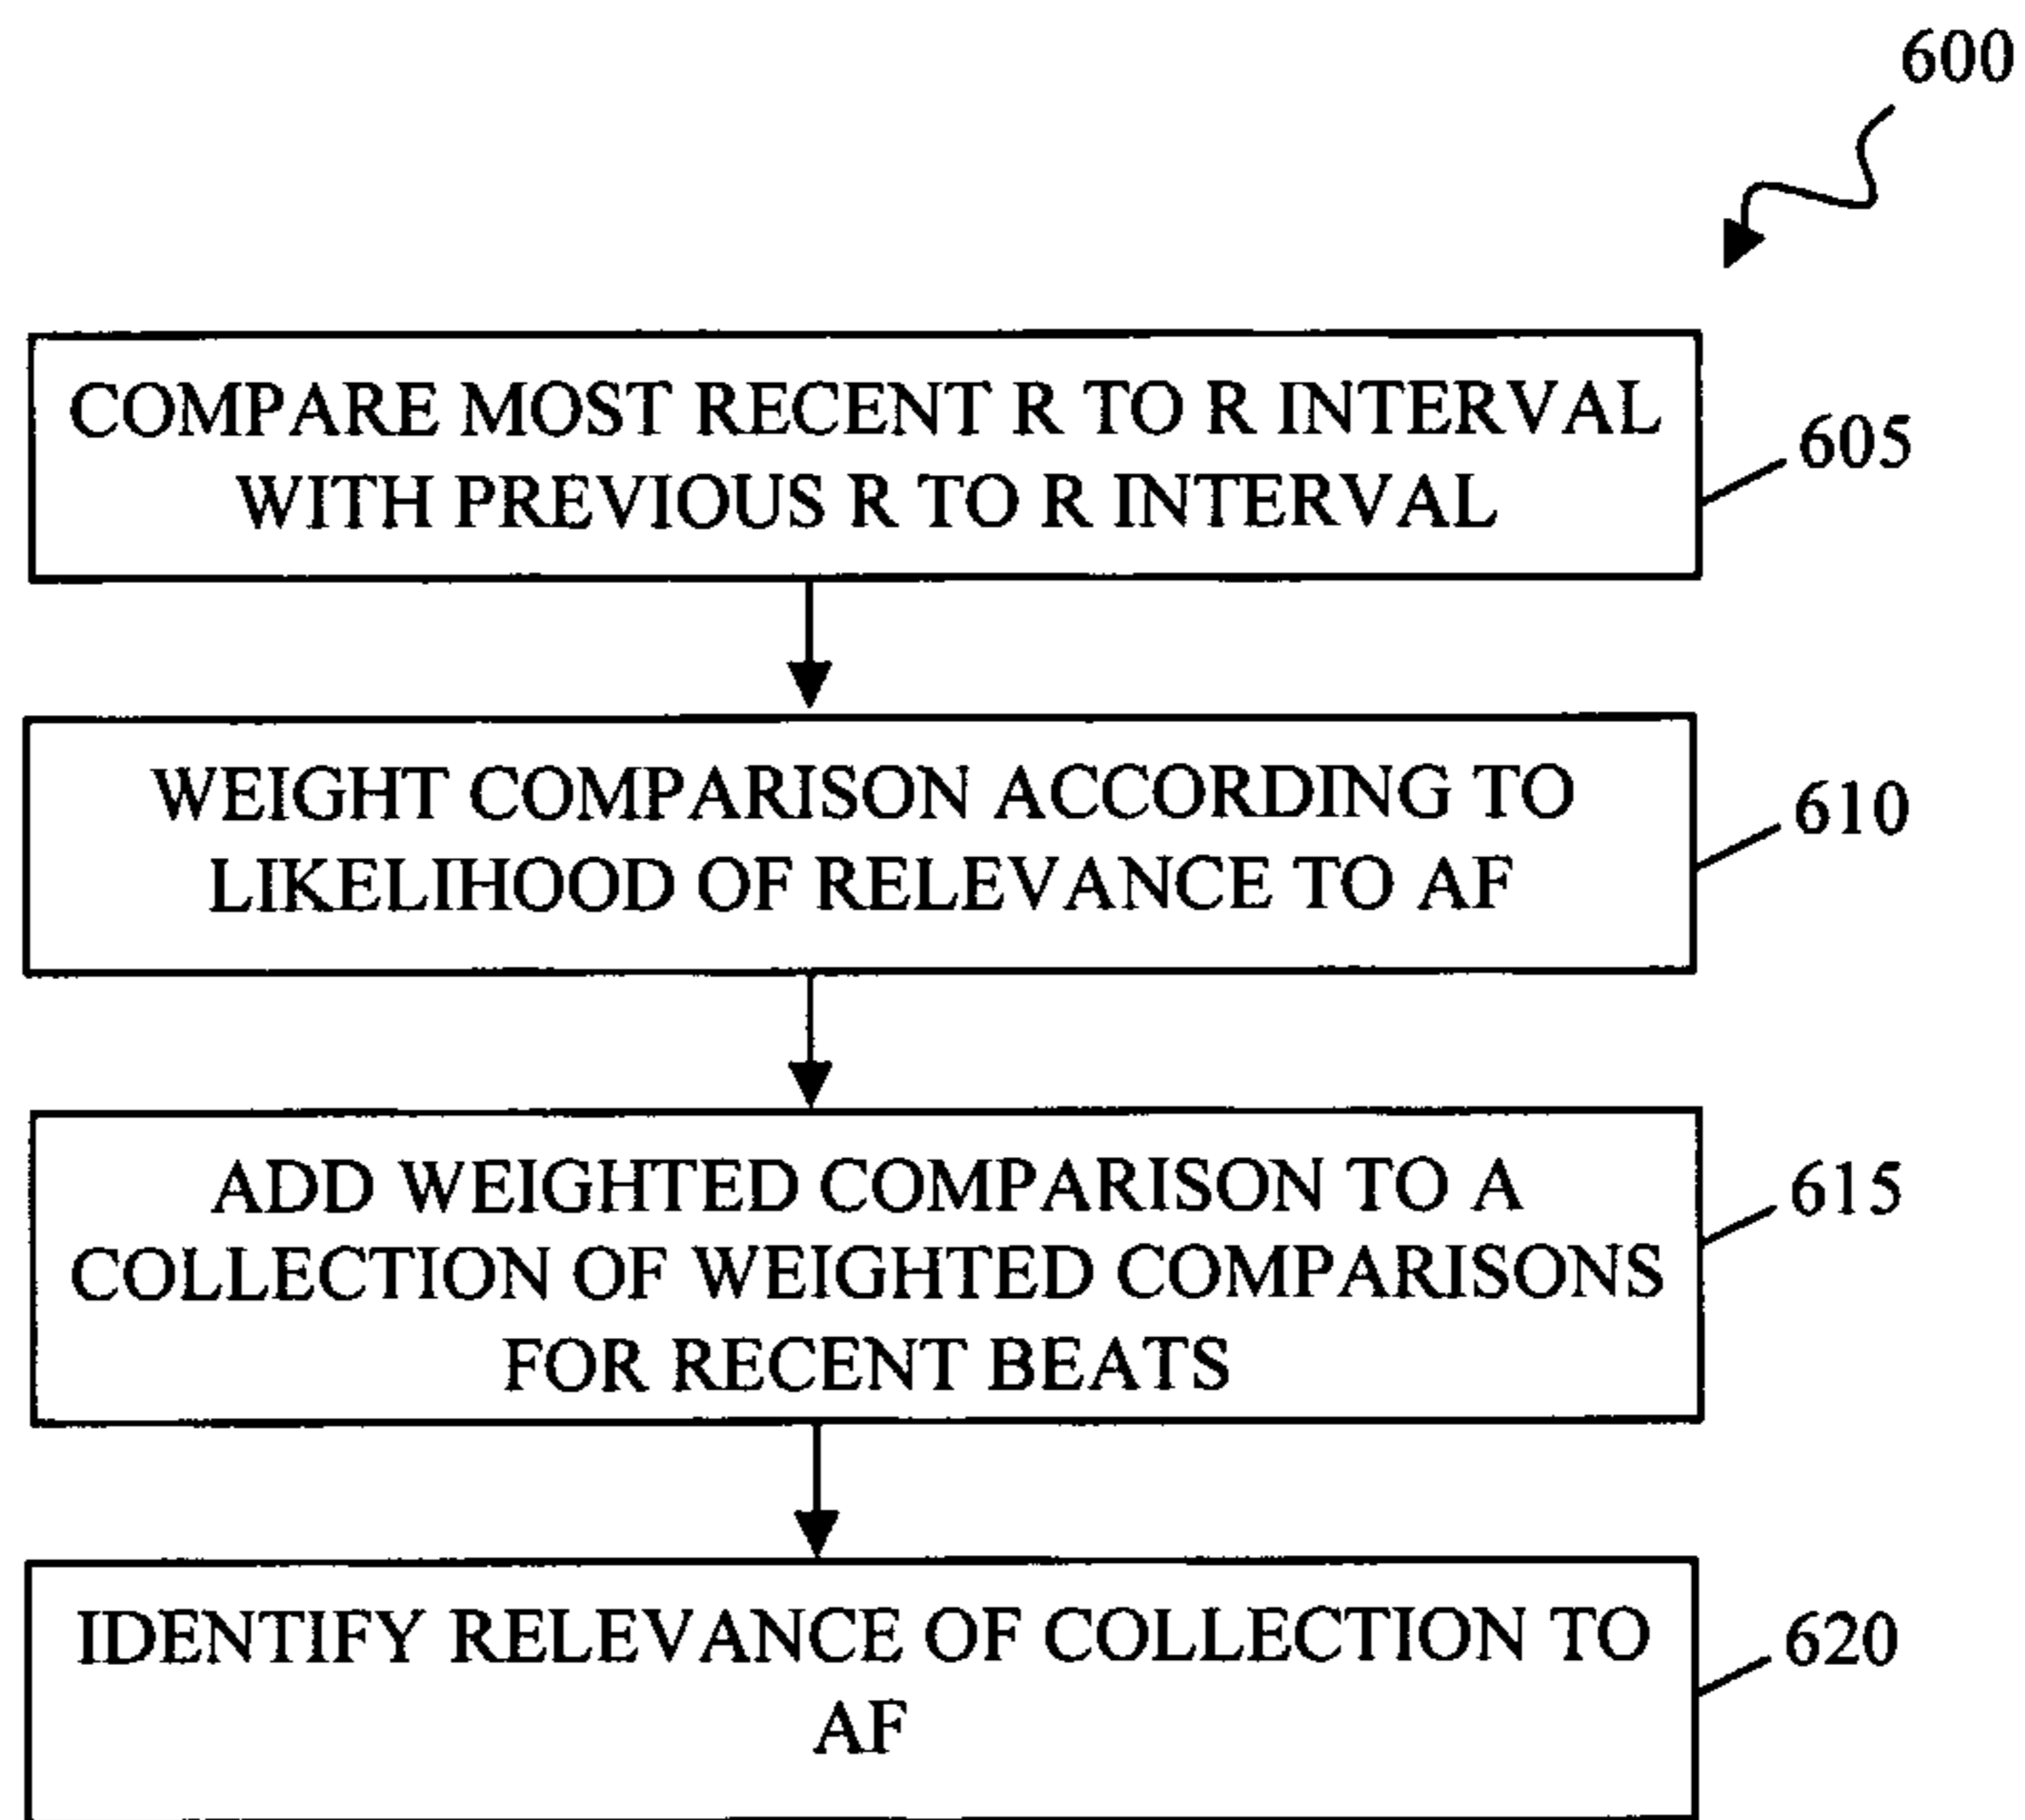 600
COMPARE MOST RECENT R TO R INTERVAL
WITH PREVIOUS R TO R INTERVAL
605
WEIGHT COMPARISON ACCORDING TO
LIKELIHOOD OF RELEVANCE TO AF
610
ADD WEIGHTED COMPARISON TO A
COLLECTION OF WEIGHTED COMPARISONS
FOR RECENT BEATS
615
IDENTIFY RELEVANCE OF COLLECTION TO
AF
620